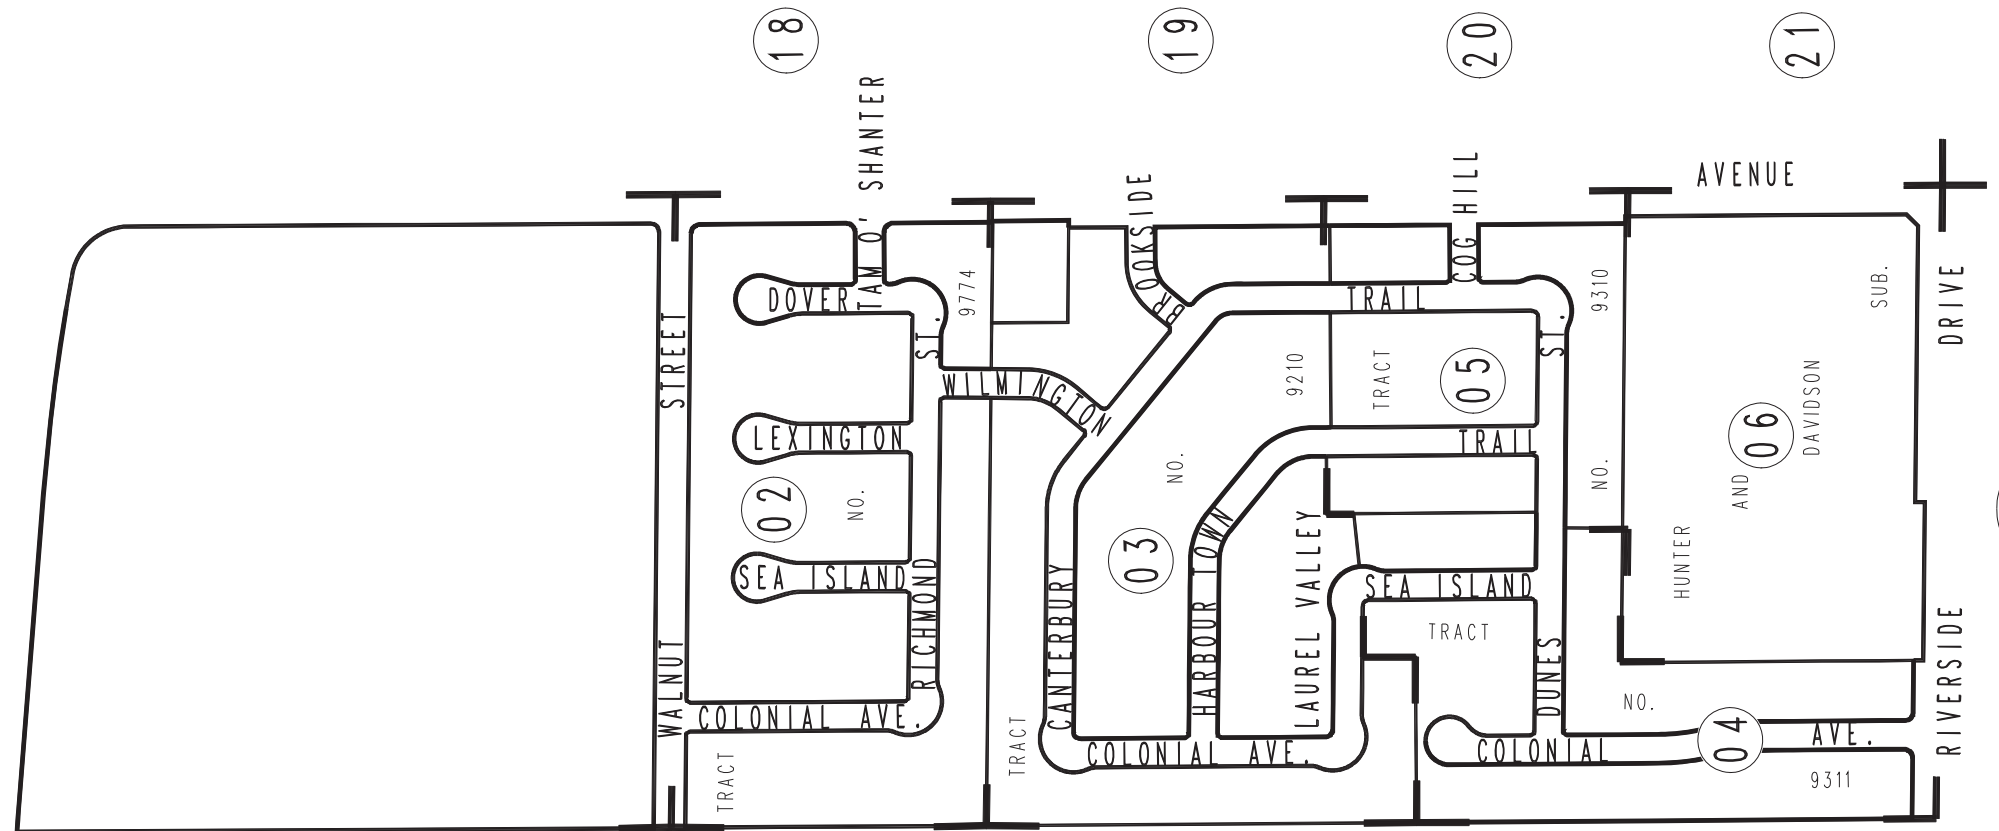 18
19
20
21
TAM O' SHANTER
BROOKSIDE
COG HILL
AVENUE
DOVER
LEXINGTON
SEA ISLAND
COLONIAL AVE.
WALNUT STREET
RICHMOND ST.
WILMINGTON
02
TRACT NO. 9774
CANTERBURY TRAIL
HARBOUR TOWN TRAIL
LAUREL VALLEY
COLONIAL AVE.
03
TRACT NO. 9210
05
TRACT NO. 9310
SEA ISLAND
DUNES ST.
COLONIAL AVE.
04
TRACT NO. 9311
06
HUNTER AND DAVIDSON SUB.
RIVERSIDE DRIVE